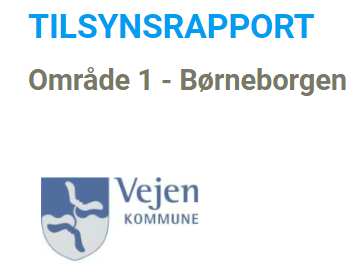 TILSYNSRAPPORT
Område 1 - Børneborgen
Vejen
KOMMUNE